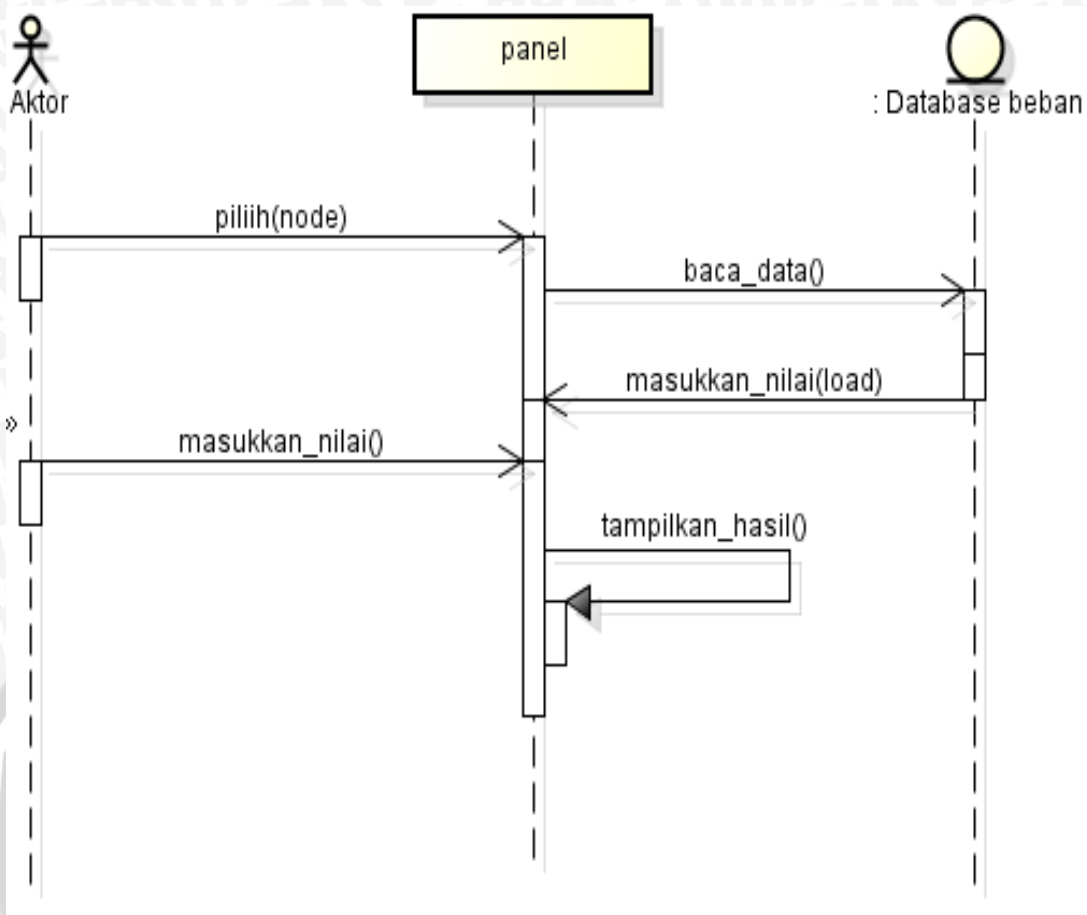 Aktor
panel
: Database beban
piliih(node)
baca_data()
masukkan_nilai(load)
»
masukkan_nilai()
tampilkan_hasil()